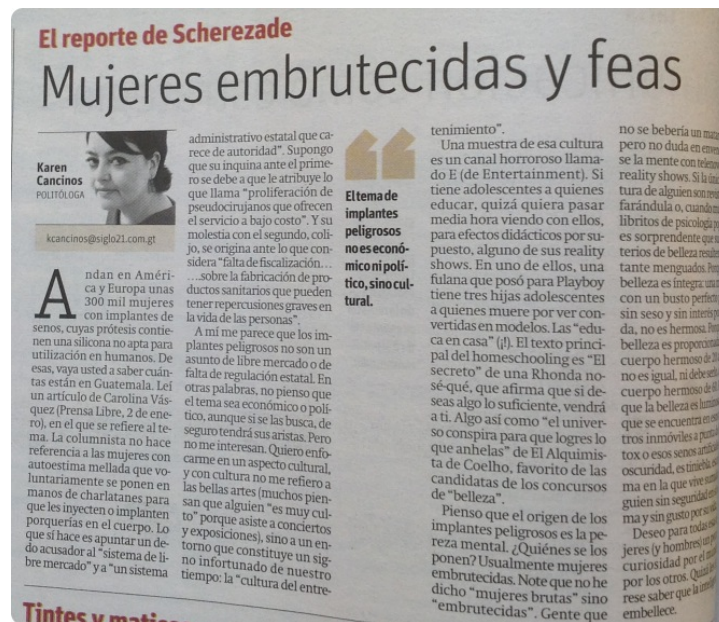 El reporte de Scherezade
Mujeres embrutecidas y feas
Karen
Cancinos
POLITÓLOGA
kcancinos@siglo21.com.gt
Andan en Améri-
ca y Europa unas
300 mil mujeres
con implantes de
senos, cuyas prótesis contie-
nen una silicona no apta para
utilización en humanos. De
esas, vaya usted a saber cuán-
tas están en Guatemala. Leí
un artículo de Carolina Vás-
quez (Prensa Libre, 2 de ene-
ro), en el que se refiere al te-
ma. La columnista no hace
referencia a las mujeres con
autoestima mellada que vo-
luntariamente se ponen en
manos de charlatanes para
que les inyecten o implanten
porquerías en el cuerpo. Lo
que sí hace es apuntar un de-
do acusador al “sistema de li-
bre mercado” y a “un sistema
administrativo estatal que ca-
rece de autoridad”. Supongo
que su inquina ante el prime-
ro se debe a que le atribuye lo
que llama “proliferación de
pseudocirujanos que ofrecen
el servicio a bajo costo”. Y su
molestia con el segundo, coli-
jo, se origina ante lo que con-
sidera “falta de fiscalización…
…sobre la fabricación de pro-
ductos sanitarios que pueden
tener repercusiones graves en
la vida de las personas”.
A mí me parece que los im-
plantes peligrosos no son un
asunto de libre mercado o de
falta de regulación estatal. En
otras palabras, no pienso que
el tema sea económico o polí-
tico, aunque si se las busca, de
seguro tendrá sus aristas. Pero
no me interesan. Quiero enfo-
carme en un aspecto cultural,
y con cultura no me refiero a
las bellas artes (muchos pien-
san que alguien “es muy cul-
to” porque asiste a conciertos
y exposiciones), sino a un en-
torno que constituye un sig-
no infortunado de nuestro
tiempo: la “cultura del entre-
El tema de
implantes
peligrosos
no es econó-
mico ni polí-
tico, sino cul-
tural.
tenimiento”.
Una muestra de esa cultura
es un canal horroroso llama-
do E (de Entertainment). Si
tiene adolescentes a quienes
educar, quizá quiera pasar
media hora viendo con ellos,
para efectos didácticos por su-
puesto, alguno de sus reality
shows. En uno de ellos, una
fulana que posó para Playboy
tiene tres hijas adolescentes
a quienes muere por ver con-
vertidas en modelos. Las “edu-
ca en casa” (¡!). El texto princi-
pal del homeschooling es “El
secreto” de una Rhonda no-
sé-qué, que afirma que si de-
seas algo lo suficiente, vendrá
a ti. Algo así como “el univer-
so conspira para que logres lo
que anhelas” de El Alquimis-
ta de Coelho, favorito de las
candidatas de los concursos
de “belleza”.
Pienso que el origen de los
implantes peligrosos es la pe-
reza mental. ¿Quiénes se los
ponen? Usualmente mujeres
embrutecidas. Note que no he
dicho “mujeres brutas” sino
“embrutecidas”. Gente que
no se bebería un
pero no duda en
se la mente con
reality shows. Si la
tura de alguien son
farándula o, cuando
libritos de psicología
es sorprendente que
terios de belleza
tante menguados.
belleza es íntegra:
con un busto
sin seso y sin interés
da, no es hermosa.
belleza es
cuerpo hermoso de
no es igual, ni debe
cuerpo hermoso de
que la belleza es
que se encuentra en
tros inmóviles a
tox o esos senos
oscuridad, es
ma en la que vive
guien sin seguridad en
ma y sin gusto por
Deseo para todas
jeres (y hombres) un
curiosidad por el
por los otros.
rese saber que la
embellece.
Tintes y